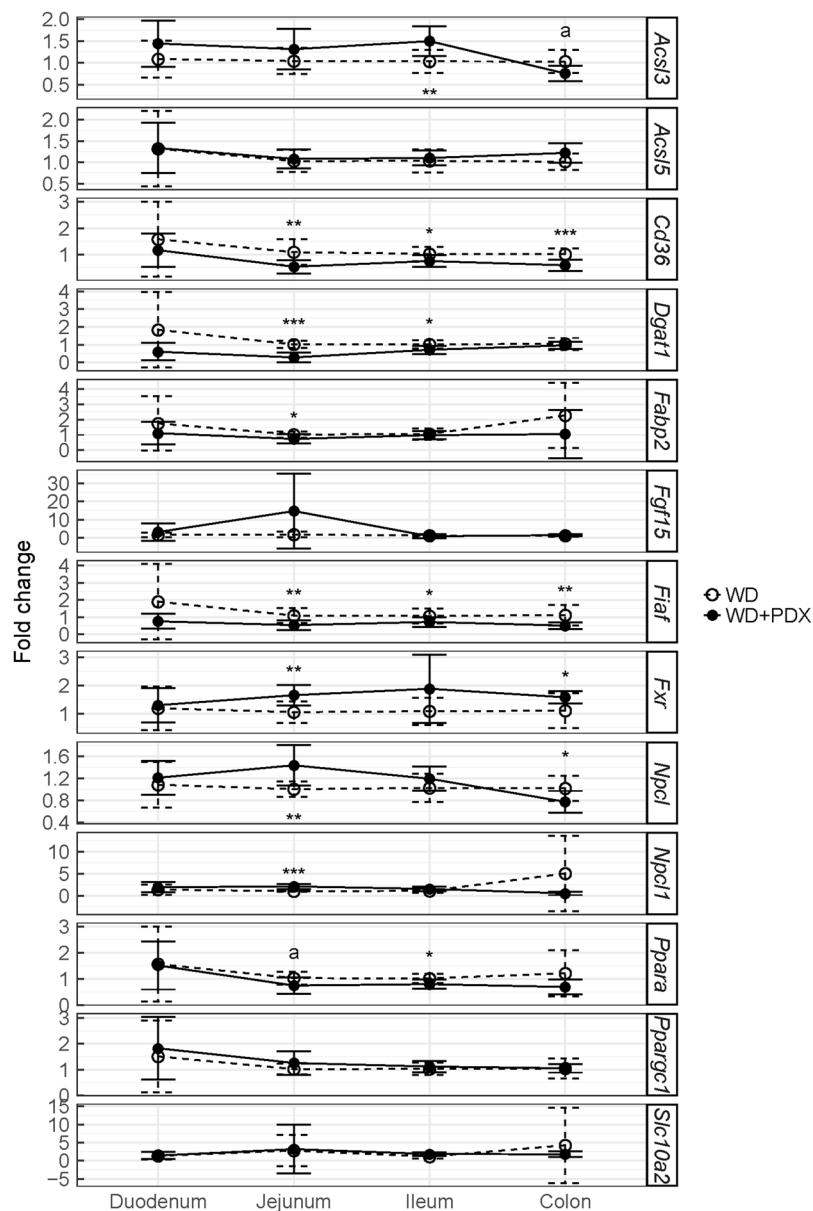 2.0
1.5
1.0
0.5
a
**
Acsl3
2.0
1.5
1.0
0.5
Acsl5
3
2
1
** * ***
Cd36
4
3
2
1
0
*** *
Dgat1
4
3
2
1
0
*
Fabp2
30
20
10
0
Fgf15
4
3
2
1
0
** * **
Fiaf
3
2
1
** *
Fxr
1.6
1.2
0.8
0.4
*
**
Npcl
10
5
0
***
Npcl1
3
2
1
0
a *
Ppara
3
2
1
0
Ppargc1
15
10
5
0
−5
Slc10a2
Duodenum Jejunum Ileum Colon
Fold change
WD
WD+PDX